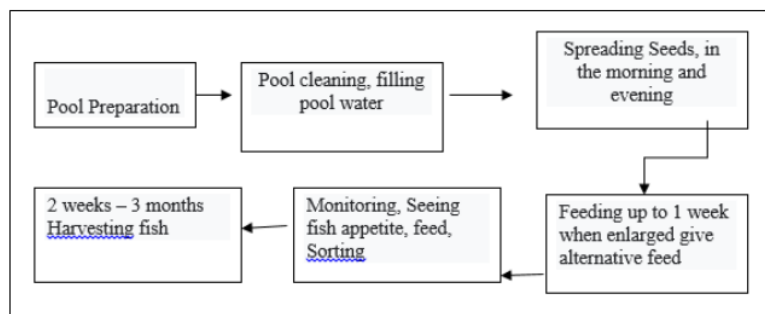 Pool Preparation
Pool cleaning, filling
pool water
Spreading Seeds, in
the morning and
evening
Feeding up to 1 week
when enlarged give
alternative feed
Monitoring, Seeing
fish appetite, feed,
Sorting
2 weeks – 3 months
Harvesting fish